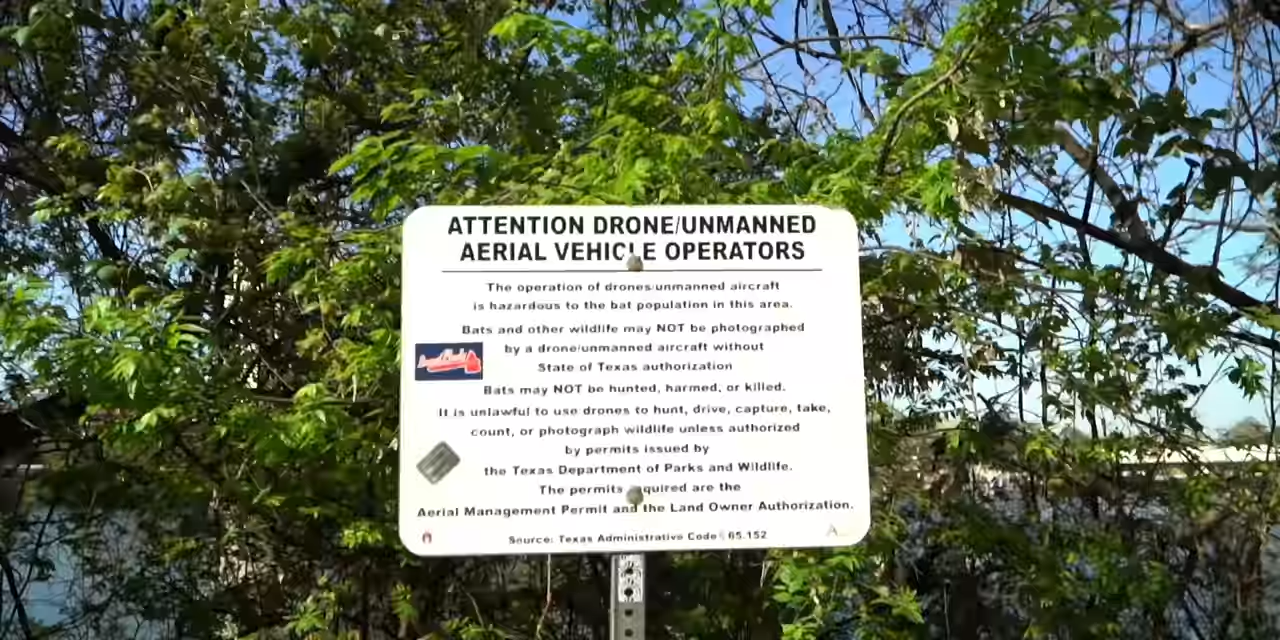 ATTENTION DRONE/UNMANNED
AERIAL VEHICLE OPERATORS
The operation of drones/unmanned aircraft
is hazardous to the bat population in this area.
Bats and other wildlife may NOT be photographed
by a drone/unmanned aircraft without
State of Texas authorization
Bats may NOT be hunted, harmed, or killed.
It is unlawful to use drones to hunt, drive, capture, take,
count, or photograph wildlife unless authorized
by permits issued by
the Texas Department of Parks and Wildlife.
The permits required are the
Aerial Management Permit and the Land Owner Authorization.
Source: Texas Administrative Code 65.152